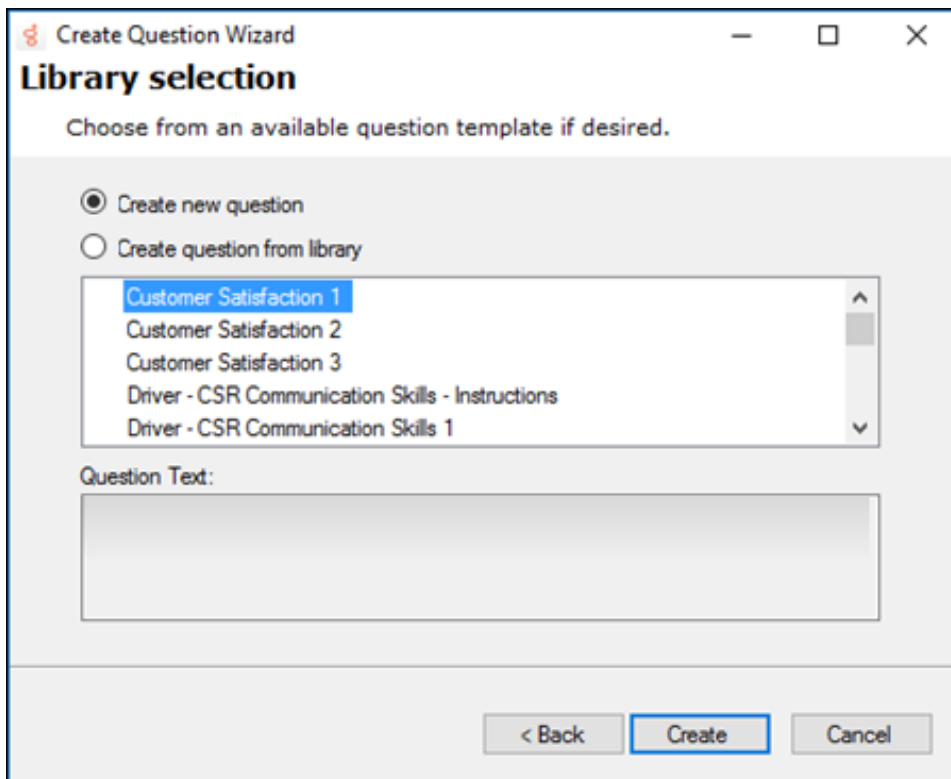 Create Question Wizard
Library selection
Choose from an available question template if desired.
Create new question
Create question from library
Customer Satisfaction 1
Customer Satisfaction 2
Customer Satisfaction 3
Driver - CSR Communication Skills - Instructions
Driver - CSR Communication Skills 1
Question Text:
< Back Create Cancel